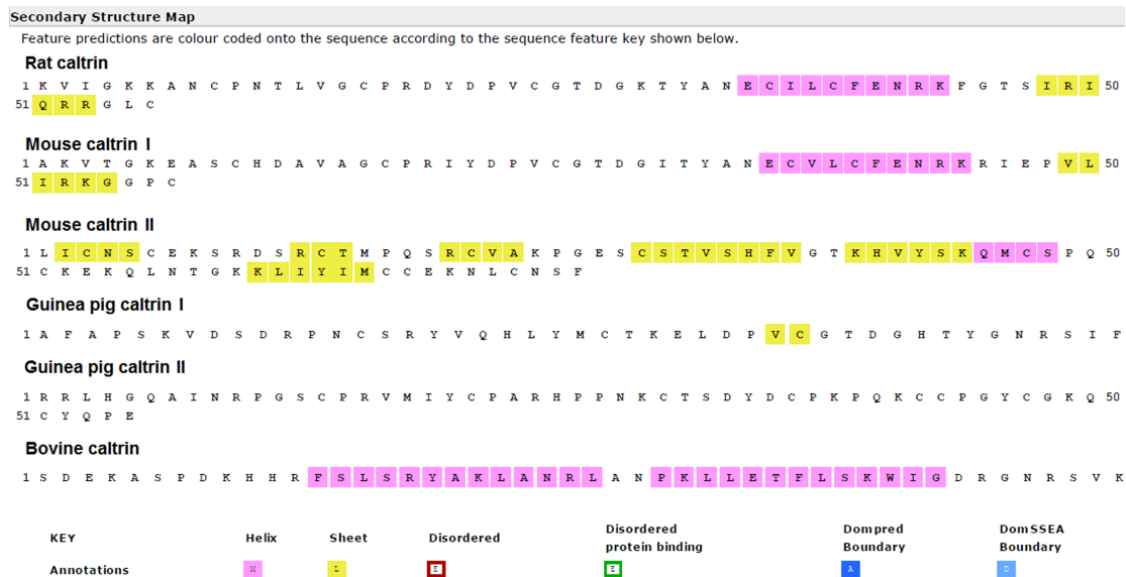 Secondary Structure Map
Feature predictions are colour coded onto the sequence according to the sequence feature key shown below.
Rat caltrin
1 K V I G K K A N C P N T L V G C P R D Y D P V C G T D G K T Y A N E C I L C F E N R K F G T S I R I 50
51 Q R R G L C
Mouse caltrin I
1 A K V T G K E A S C H D A V A G C P R I Y D P V C G T D G I T Y A N E C V L C F E N R K R I E P V L 50
51 I R K G G P C
Mouse caltrin II
1 L I C N S C E K S R D S R C T M P Q S R C V A K P G E S C S T V S H F V G T K H V Y S K Q M C S P Q 50
51 C K E K Q L N T G K K L I Y I M C C E K N L C N S F
Guinea pig caltrin I
1 A F A P S K V D S D R P N C S R Y V Q H L Y M C T K E L D P V C G T D G H T Y G N R S I F
Guinea pig caltrin II
1 R R L H G Q A I N R P G S C P R V M I Y C P A R H P P N K C T S D Y D C P K P Q K C C P G Y C G K Q 50
51 C Y Q P E
Bovine caltrin
1 S D E K A S P D K H H R F S L S R Y A K L A N R L A N P K L L E T F L S K W I G D R G N R S V K
KEY Helix Sheet Disordered Disordered protein binding Dompred Boundary DomSSEA Boundary
Annotations